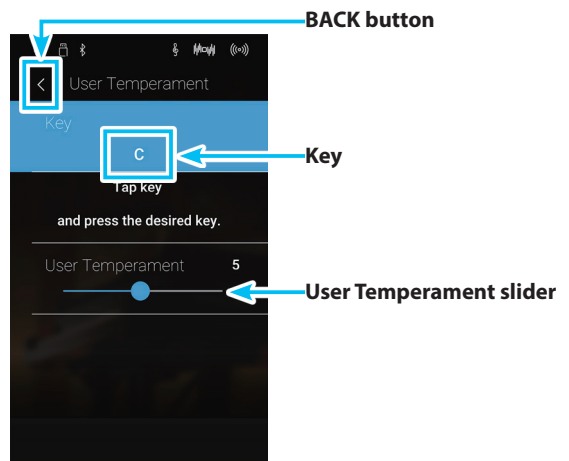 BACK button
User Temperament
Key
C
Key
Tap key
and press the desired key.
User Temperament 5
User Temperament slider